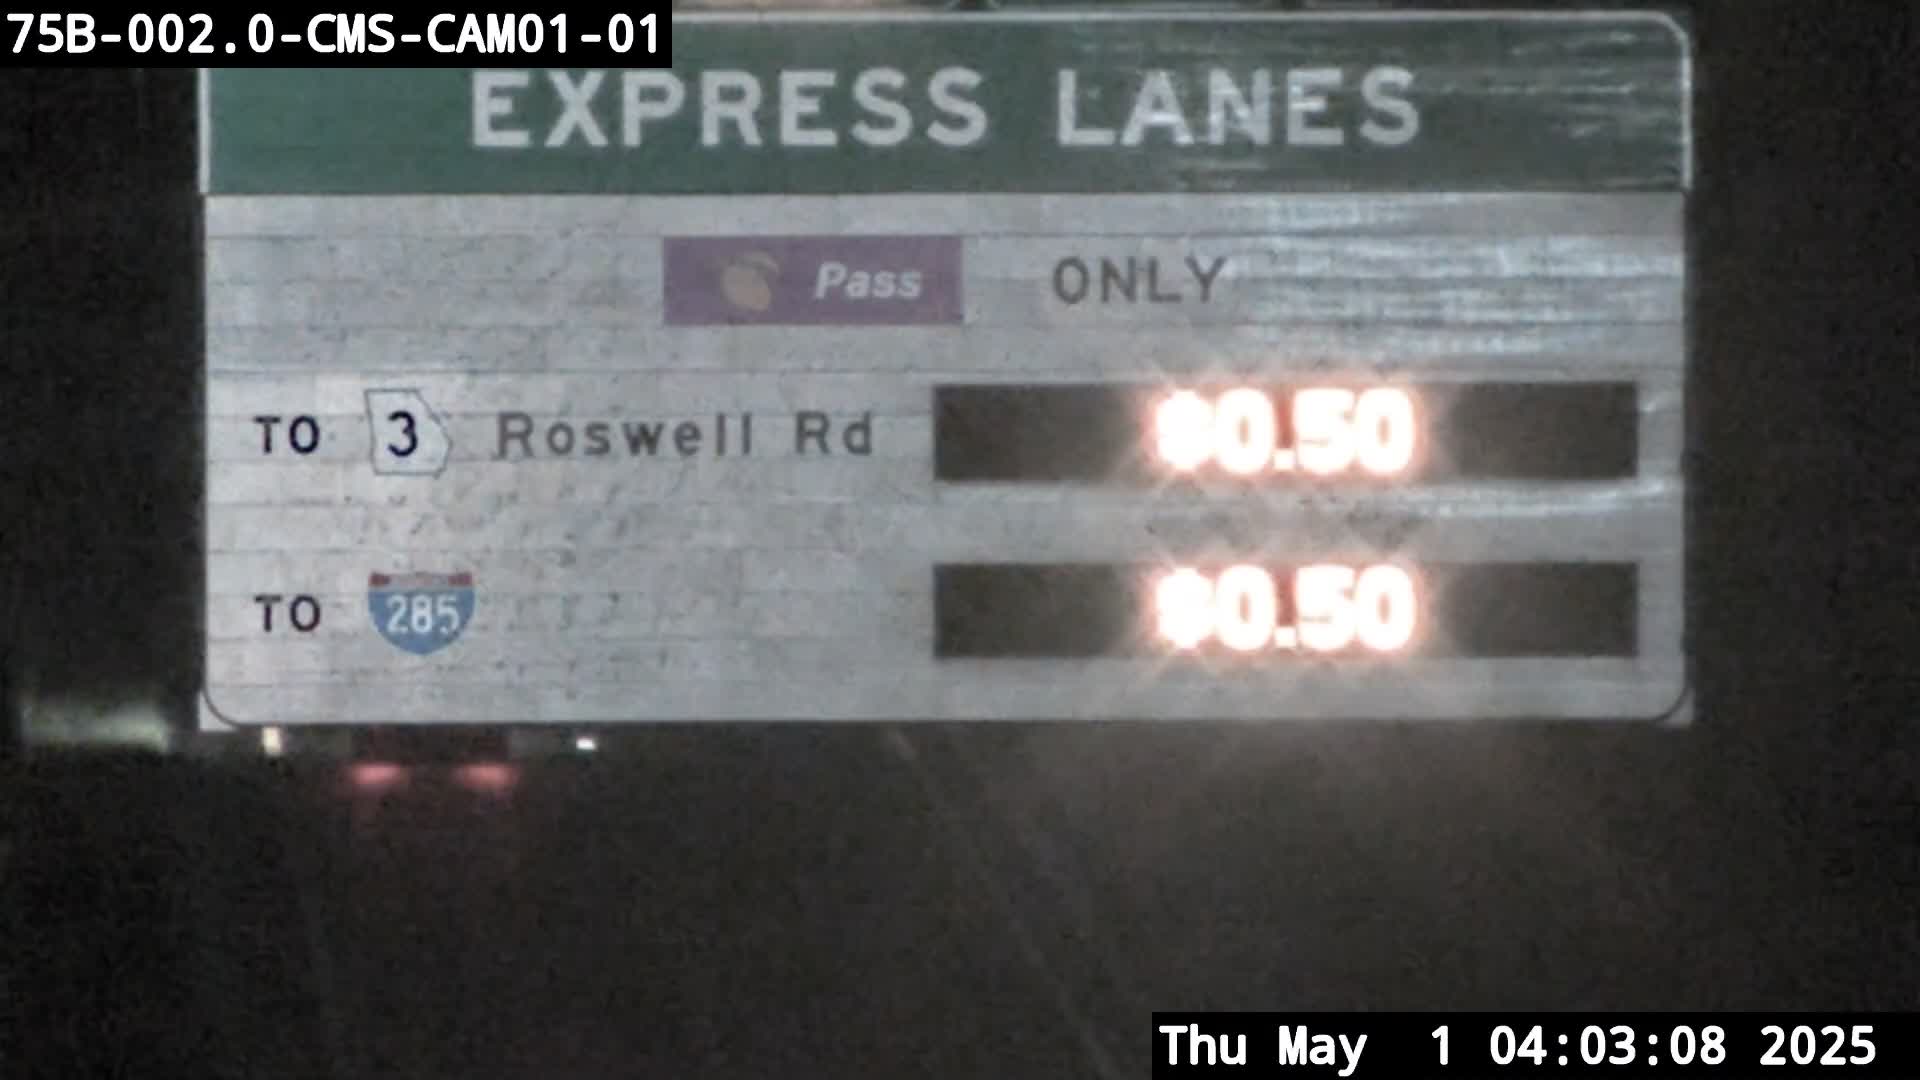 75B-002.0-CMS-CAM01-01
EXPRESS LANES
Pass ONLY
TO 3 Roswell Rd $0.50
TO 285 $0.50
Thu May 1 04:03:08 2025